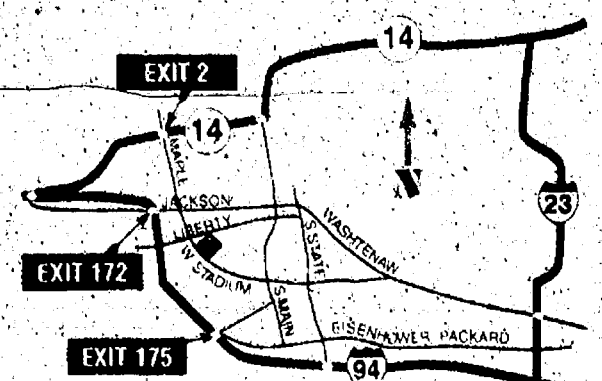 14
EXIT 2
14
MAPLE
JACKSON
LIBERTY
WASHTENAW
S. STATE
23
EXIT 172
W STADIUM
S. MAIN
EISENHOWER PACKARD
EXIT 175
94